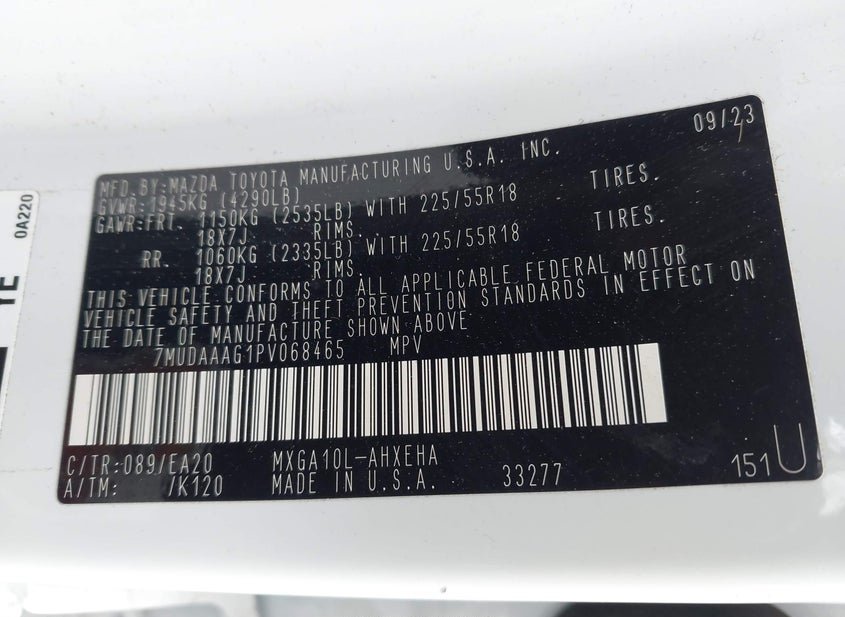 09/23
MFD.BY:MAZDA TOYOTA MANUFACTURING U.S.A. INC.
GVWR:1945KG (4290LB)
GAWR:FRT. 1150KG (2535LB) WITH 225/55R18 TIRES.
18X7J RIMS.
RR. 1060KG (2335LB) WITH 225/55R18 TIRES.
18X7J RIMS.
THIS VEHICLE CONFORMS TO ALL APPLICABLE FEDERAL MOTOR
VEHICLE SAFETY AND THEFT PREVENTION STANDARDS IN EFFECT ON
THE DATE OF MANUFACTURE SHOWN ABOVE
7MUDAAAG1PV068465 MPV
C/TR:089/EA20 MXGA10L-AHXEHA
A/TM: /K120 MADE IN U.S.A. 33277 151U
0A220